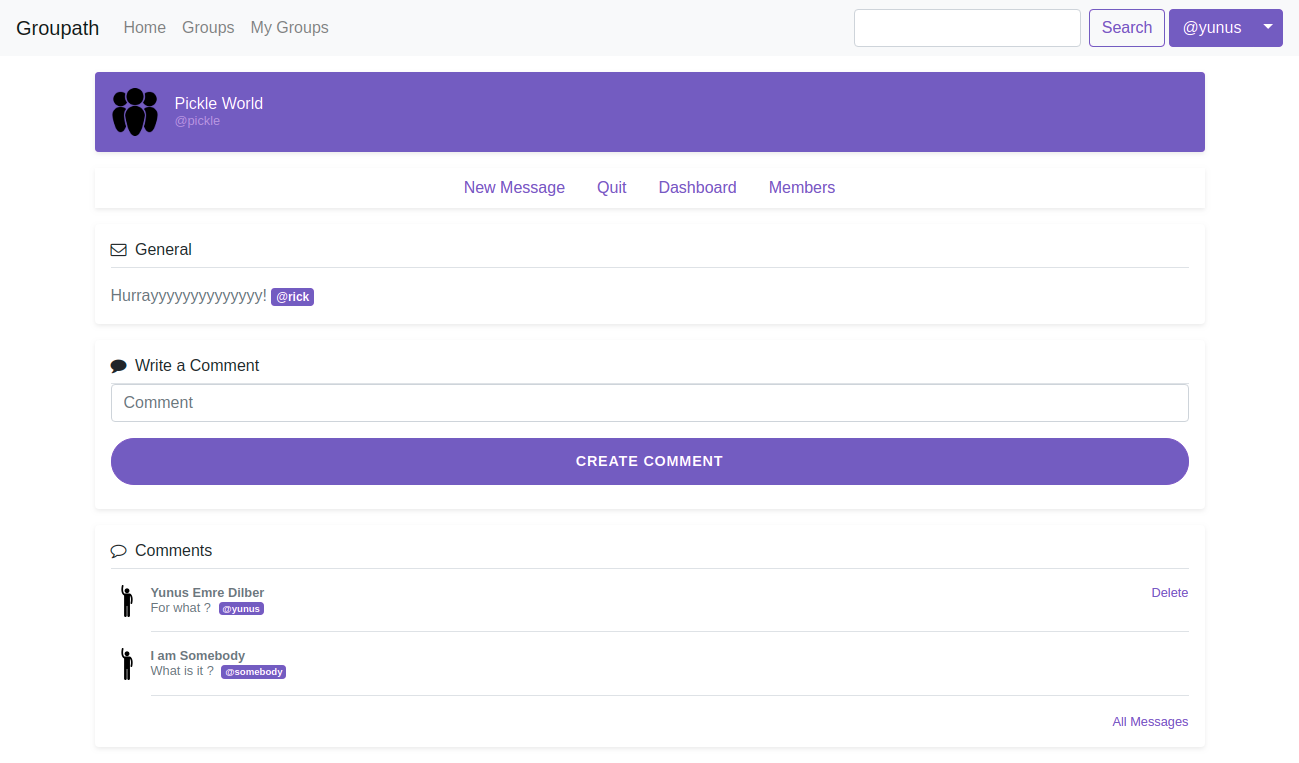 Groupath Home Groups My Groups Search @yunus
Pickle World
@pickle
New Message Quit Dashboard Members
General
Hurrayyyyyyyyyyyyyy! @rick
Write a Comment
Comment
CREATE COMMENT
Comments
Yunus Emre Dilber Delete
For what ? @yunus
I am Somebody
What is it ? @somebody
All Messages